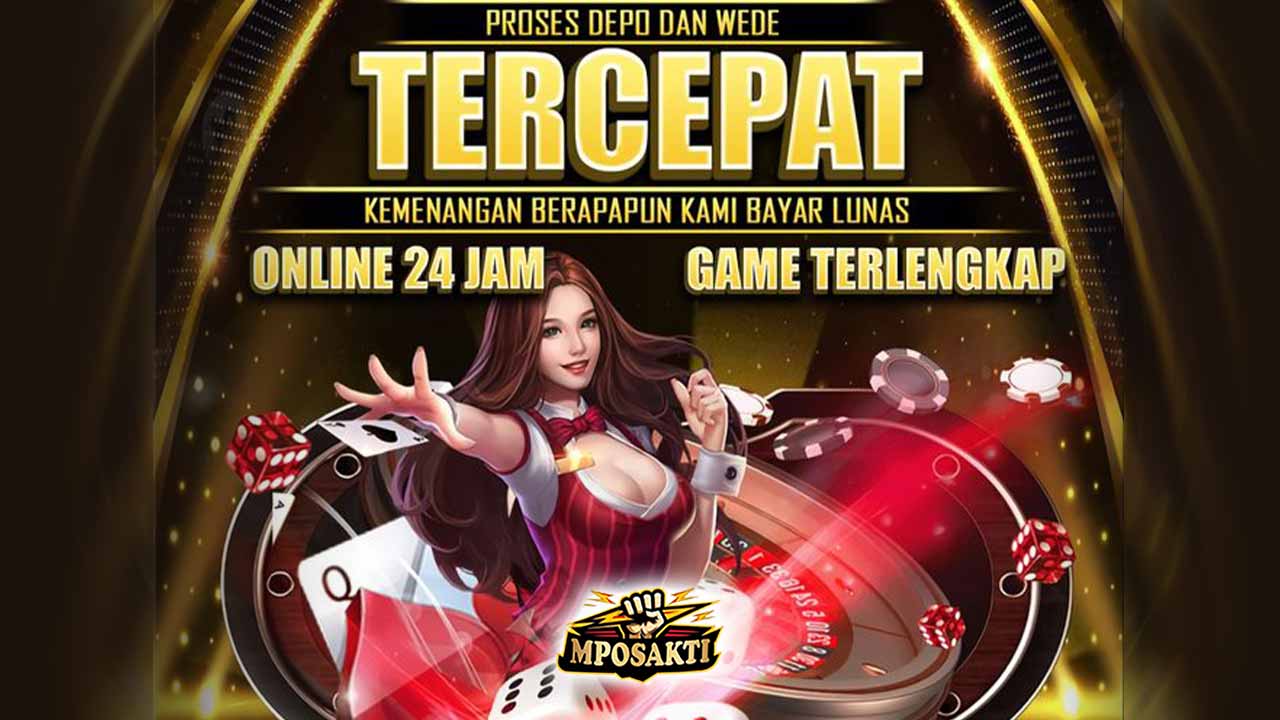 PROSES DEPO DAN WEDE
TERCEPAT
KEMENANGAN BERAPAPUN KAMI BAYAR LUNAS
ONLINE 24 JAM
GAME TERLENGKAP
A
A
Q
MPOSAKTI